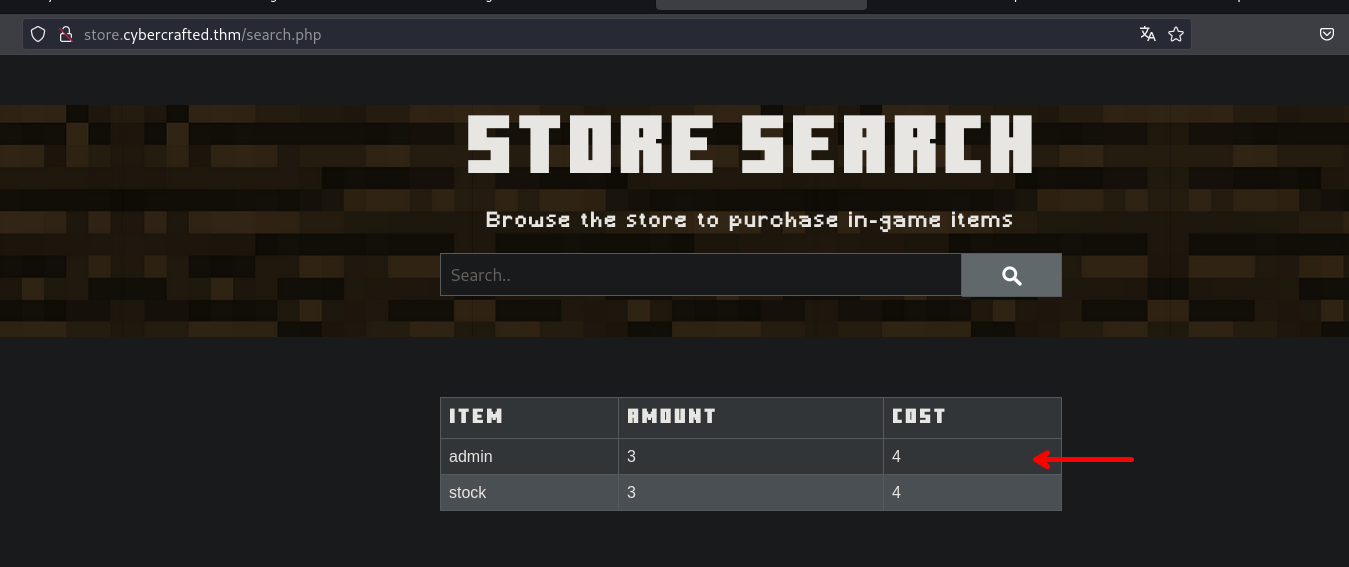 store.cybercrafted.thm/search.php
STORE SEARCH
Browse the store to purchase in-game items
Search..
ITEM AMOUNT COST
admin 3 4
stock 3 4